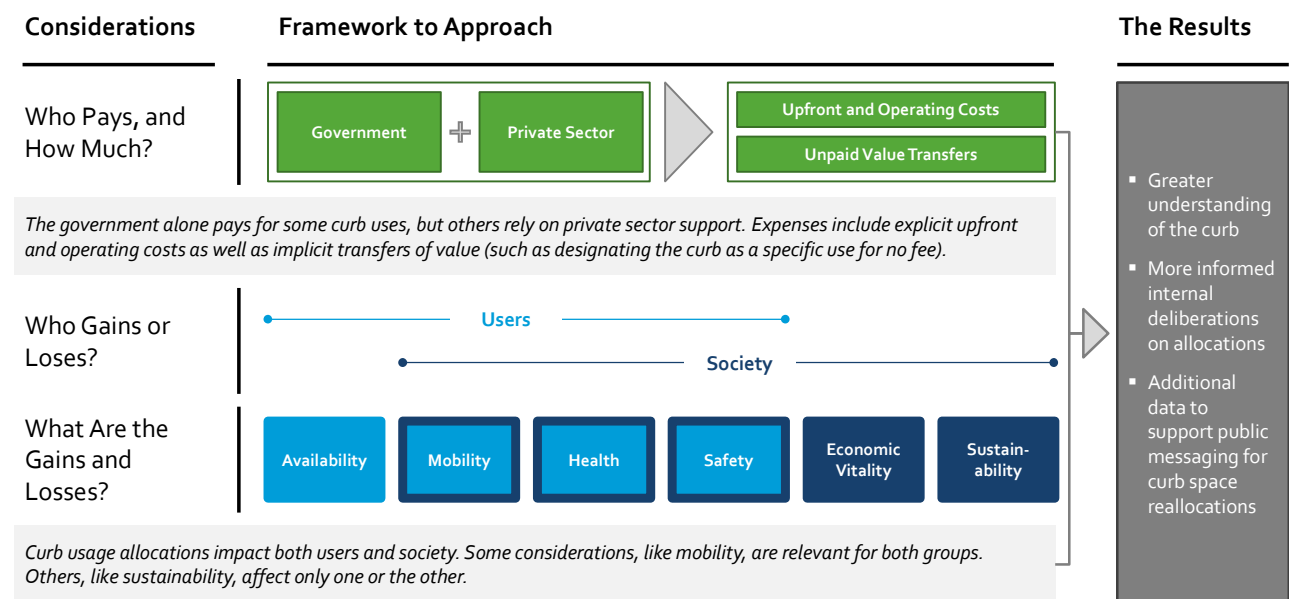 Considerations
Framework to Approach
The Results
Who Pays, and
How Much?
Government
Private Sector
Upfront and Operating Costs
Unpaid Value Transfers
The government alone pays for some curb uses, but others rely on private sector support. Expenses include explicit upfront
and operating costs as well as implicit transfers of value (such as designating the curb as a specific use for no fee).
Who Gains or
Loses?
Users
Society
What Are the
Gains and
Losses?
Availability
Mobility
Health
Safety
Economic
Vitality
Sustain-
ability
Curb usage allocations impact both users and society. Some considerations, like mobility, are relevant for both groups.
Others, like sustainability, affect only one or the other.
▪ Greater
understanding
of the curb
▪ More informed
internal
deliberations
on allocations
▪ Additional
data to
support public
messaging for
curb space
reallocations